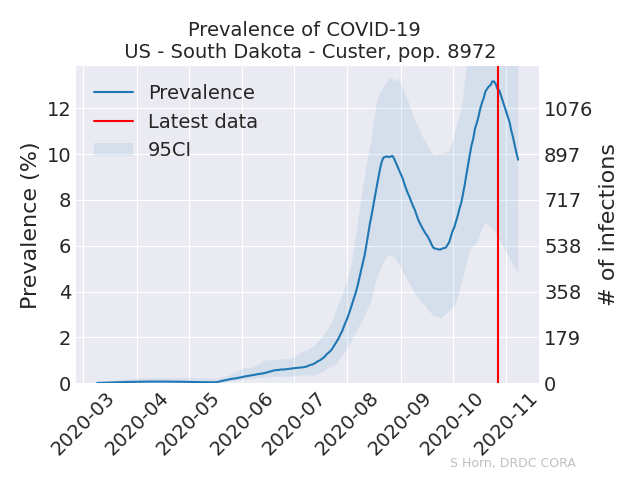 Prevalence of COVID-19
US - South Dakota - Custer, pop. 8972
Prevalence
Latest data
95CI
Prevalence (%)
12
10
8
6
4
2
0
1076
897
717
538
358
179
0
# of infections
2020-03
2020-04
2020-05
2020-06
2020-07
2020-08
2020-09
2020-10
2020-11
S Horn, DRDC CORA